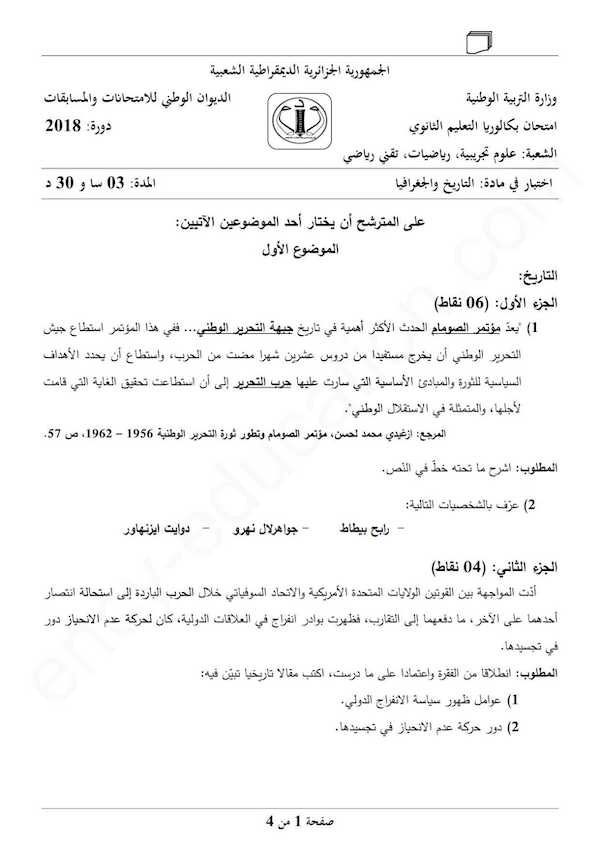 الجمهورية الجزائرية الديمقراطية الشعبية
وزارة التربية الوطنية
الديوان الوطني للامتحانات والمسابقات
امتحان بكالوريا التعليم الثانوي
دورة: 2018
الشعبة: علوم تجريبية، رياضيات، تقني رياضي
اختبار في مادة: التاريخ والجغرافيا
المدة: 03 سا و 30 د
على المترشح أن يختار أحد الموضوعين الآتيين:
الموضوع الأول
التاريخ:
الجزء الأول: (06 نقاط)
1) "يعدّ مؤتمر الصومام الحدث الأكثر أهمية في تاريخ جبهة التحرير الوطني... ففي هذا المؤتمر استطاع جيش
التحرير الوطني أن يخرج مستفيدا من دروس عشرين شهرا مضت من الحرب، واستطاع أن يحدد الأهداف
السياسية للثورة والمبادئ الأساسية التي سارت عليها حرب التحرير إلى أن استطاعت تحقيق الغاية التي قامت
لأجلها، والمتمثلة في الاستقلال الوطني".
المرجع: ازغيدي محمد لحسن، مؤتمر الصومام وتطور ثورة التحرير الوطنية 1956 – 1962، ص 57.
المطلوب: اشرح ما تحته خطّ في النّص.
2) عرّف بالشخصيات التالية:
– رابح بيطاط – جواهرلال نهرو – دوايت ايزنهاور
الجزء الثاني: (04 نقاط)
أدّت المواجهة بين القوتين الولايات المتحدة الأمريكية والاتحاد السوفياتي خلال الحرب الباردة إلى استحالة انتصار
أحدهما على الآخر، ما دفعهما إلى التقارب، فظهرت بوادر انفراج في العلاقات الدولية، كان لحركة عدم الانحياز دور
في تجسيدها.
المطلوب: انطلاقا من الفقرة واعتمادا على ما درست، اكتب مقالا تاريخيا تبيّن فيه:
1) عوامل ظهور سياسة الانفراج الدولي.
2) دور حركة عدم الانحياز في تجسيدها.
صفحة 1 من 4
ency-education.com